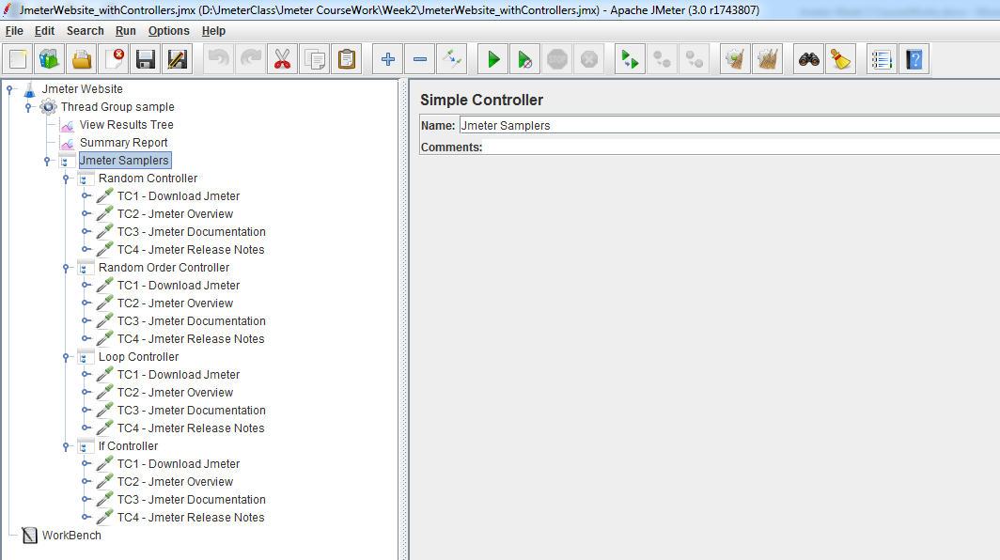 JmeterWebsite_withControllers.jmx (D:\JmeterClass\Jmeter CourseWork\Week2\JmeterWebsite_withControllers.jmx) - Apache JMeter (3.0 r1743807)
File Edit Search Run Options Help
STOP
Jmeter Website
Thread Group sample
View Results Tree
Summary Report
Jmeter Samplers
Random Controller
TC1 - Download Jmeter
TC2 - Jmeter Overview
TC3 - Jmeter Documentation
TC4 - Jmeter Release Notes
Random Order Controller
TC1 - Download Jmeter
TC2 - Jmeter Overview
TC3 - Jmeter Documentation
TC4 - Jmeter Release Notes
Loop Controller
TC1 - Download Jmeter
TC2 - Jmeter Overview
TC3 - Jmeter Documentation
TC4 - Jmeter Release Notes
If Controller
TC1 - Download Jmeter
TC2 - Jmeter Overview
TC3 - Jmeter Documentation
TC4 - Jmeter Release Notes
WorkBench
Simple Controller
Name: Jmeter Samplers
Comments: